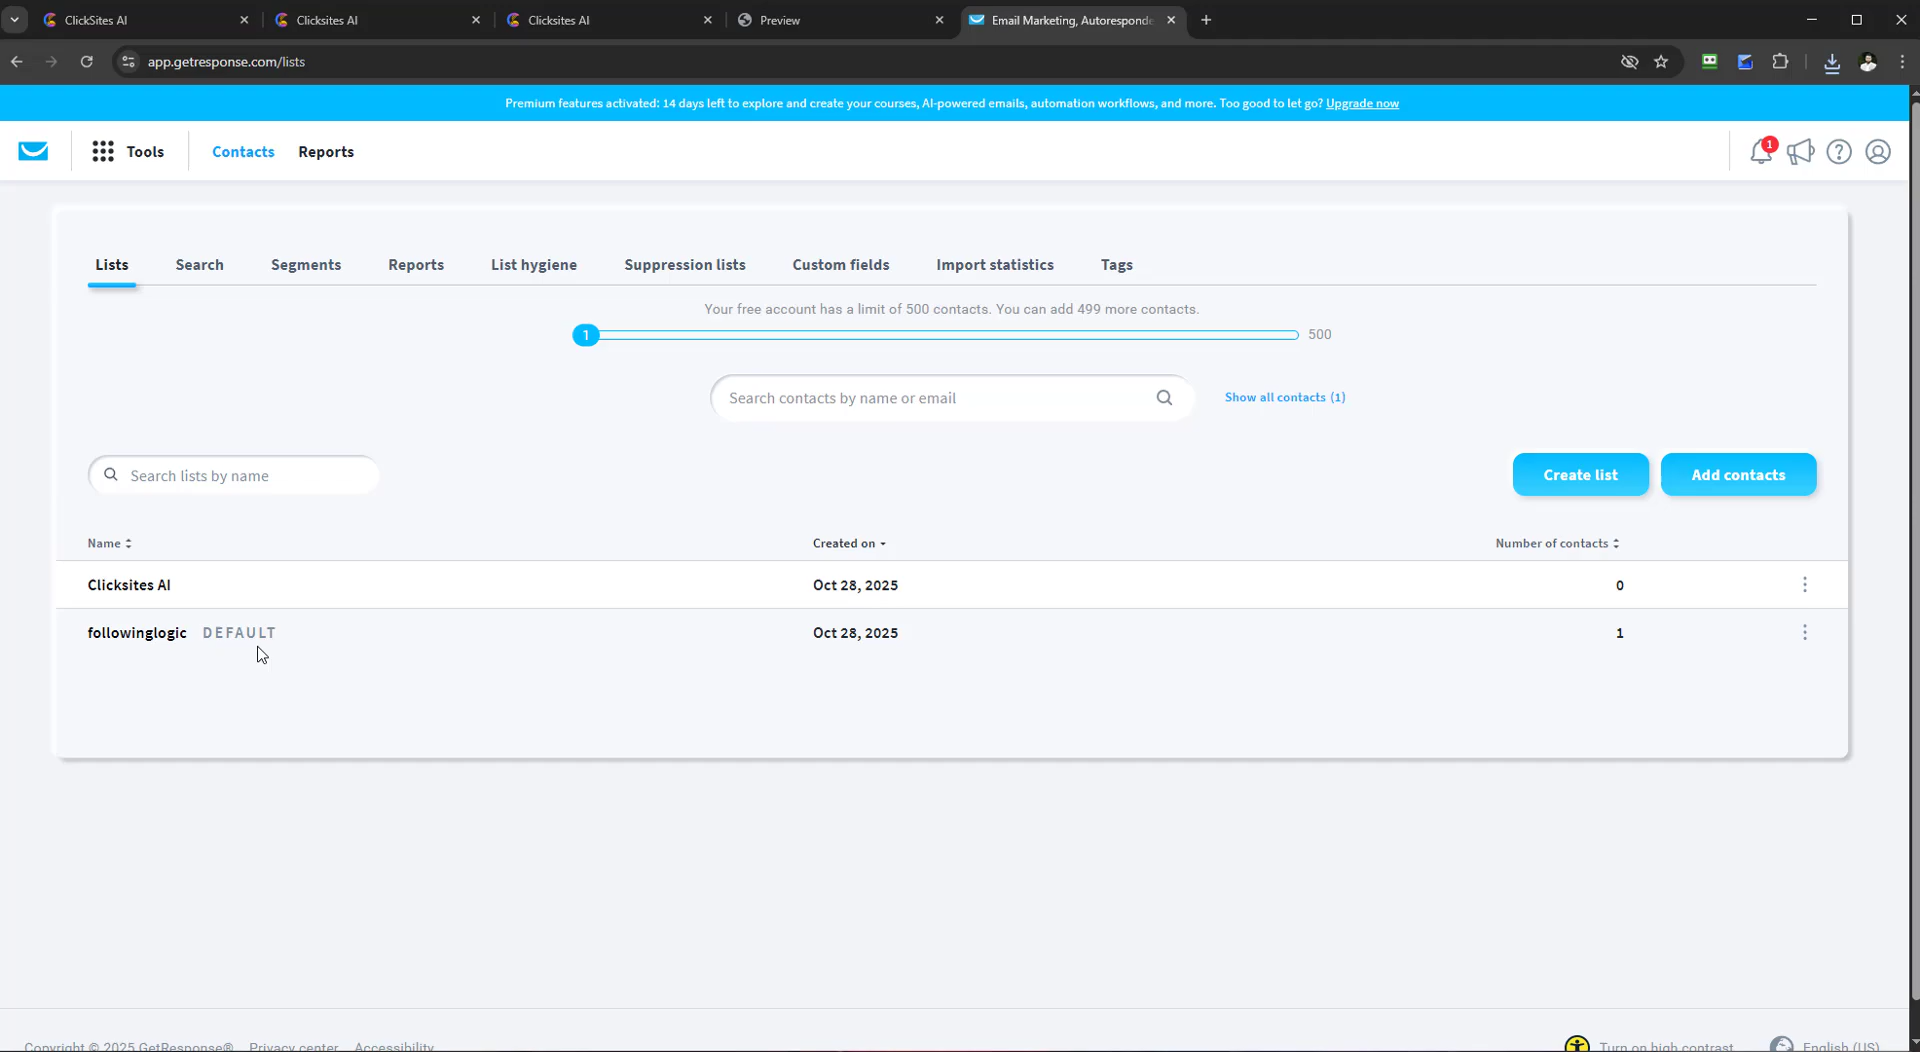 ClickSites AI
Clicksites AI
Clicksites AI
Preview
Email Marketing, Autoresponde
app.getresponse.com/lists
Premium features activated: 14 days left to explore and create your courses, AI-powered emails, automation workflows, and more. Too good to let go? Upgrade now
Tools
Contacts
Reports
1
Lists
Search
Segments
Reports
List hygiene
Suppression lists
Custom fields
Import statistics
Tags
Your free account has a limit of 500 contacts. You can add 499 more contacts.
1
500
Search contacts by name or email
Show all contacts (1)
Search lists by name
Create list
Add contacts
Name
Created on
Number of contacts
Clicksites AI
Oct 28, 2025
0
followinglogic DEFAULT
Oct 28, 2025
1
Copyright © 2025 GetResponse®
Privacy center
Accessibility
Turn on high contrast
English (US)